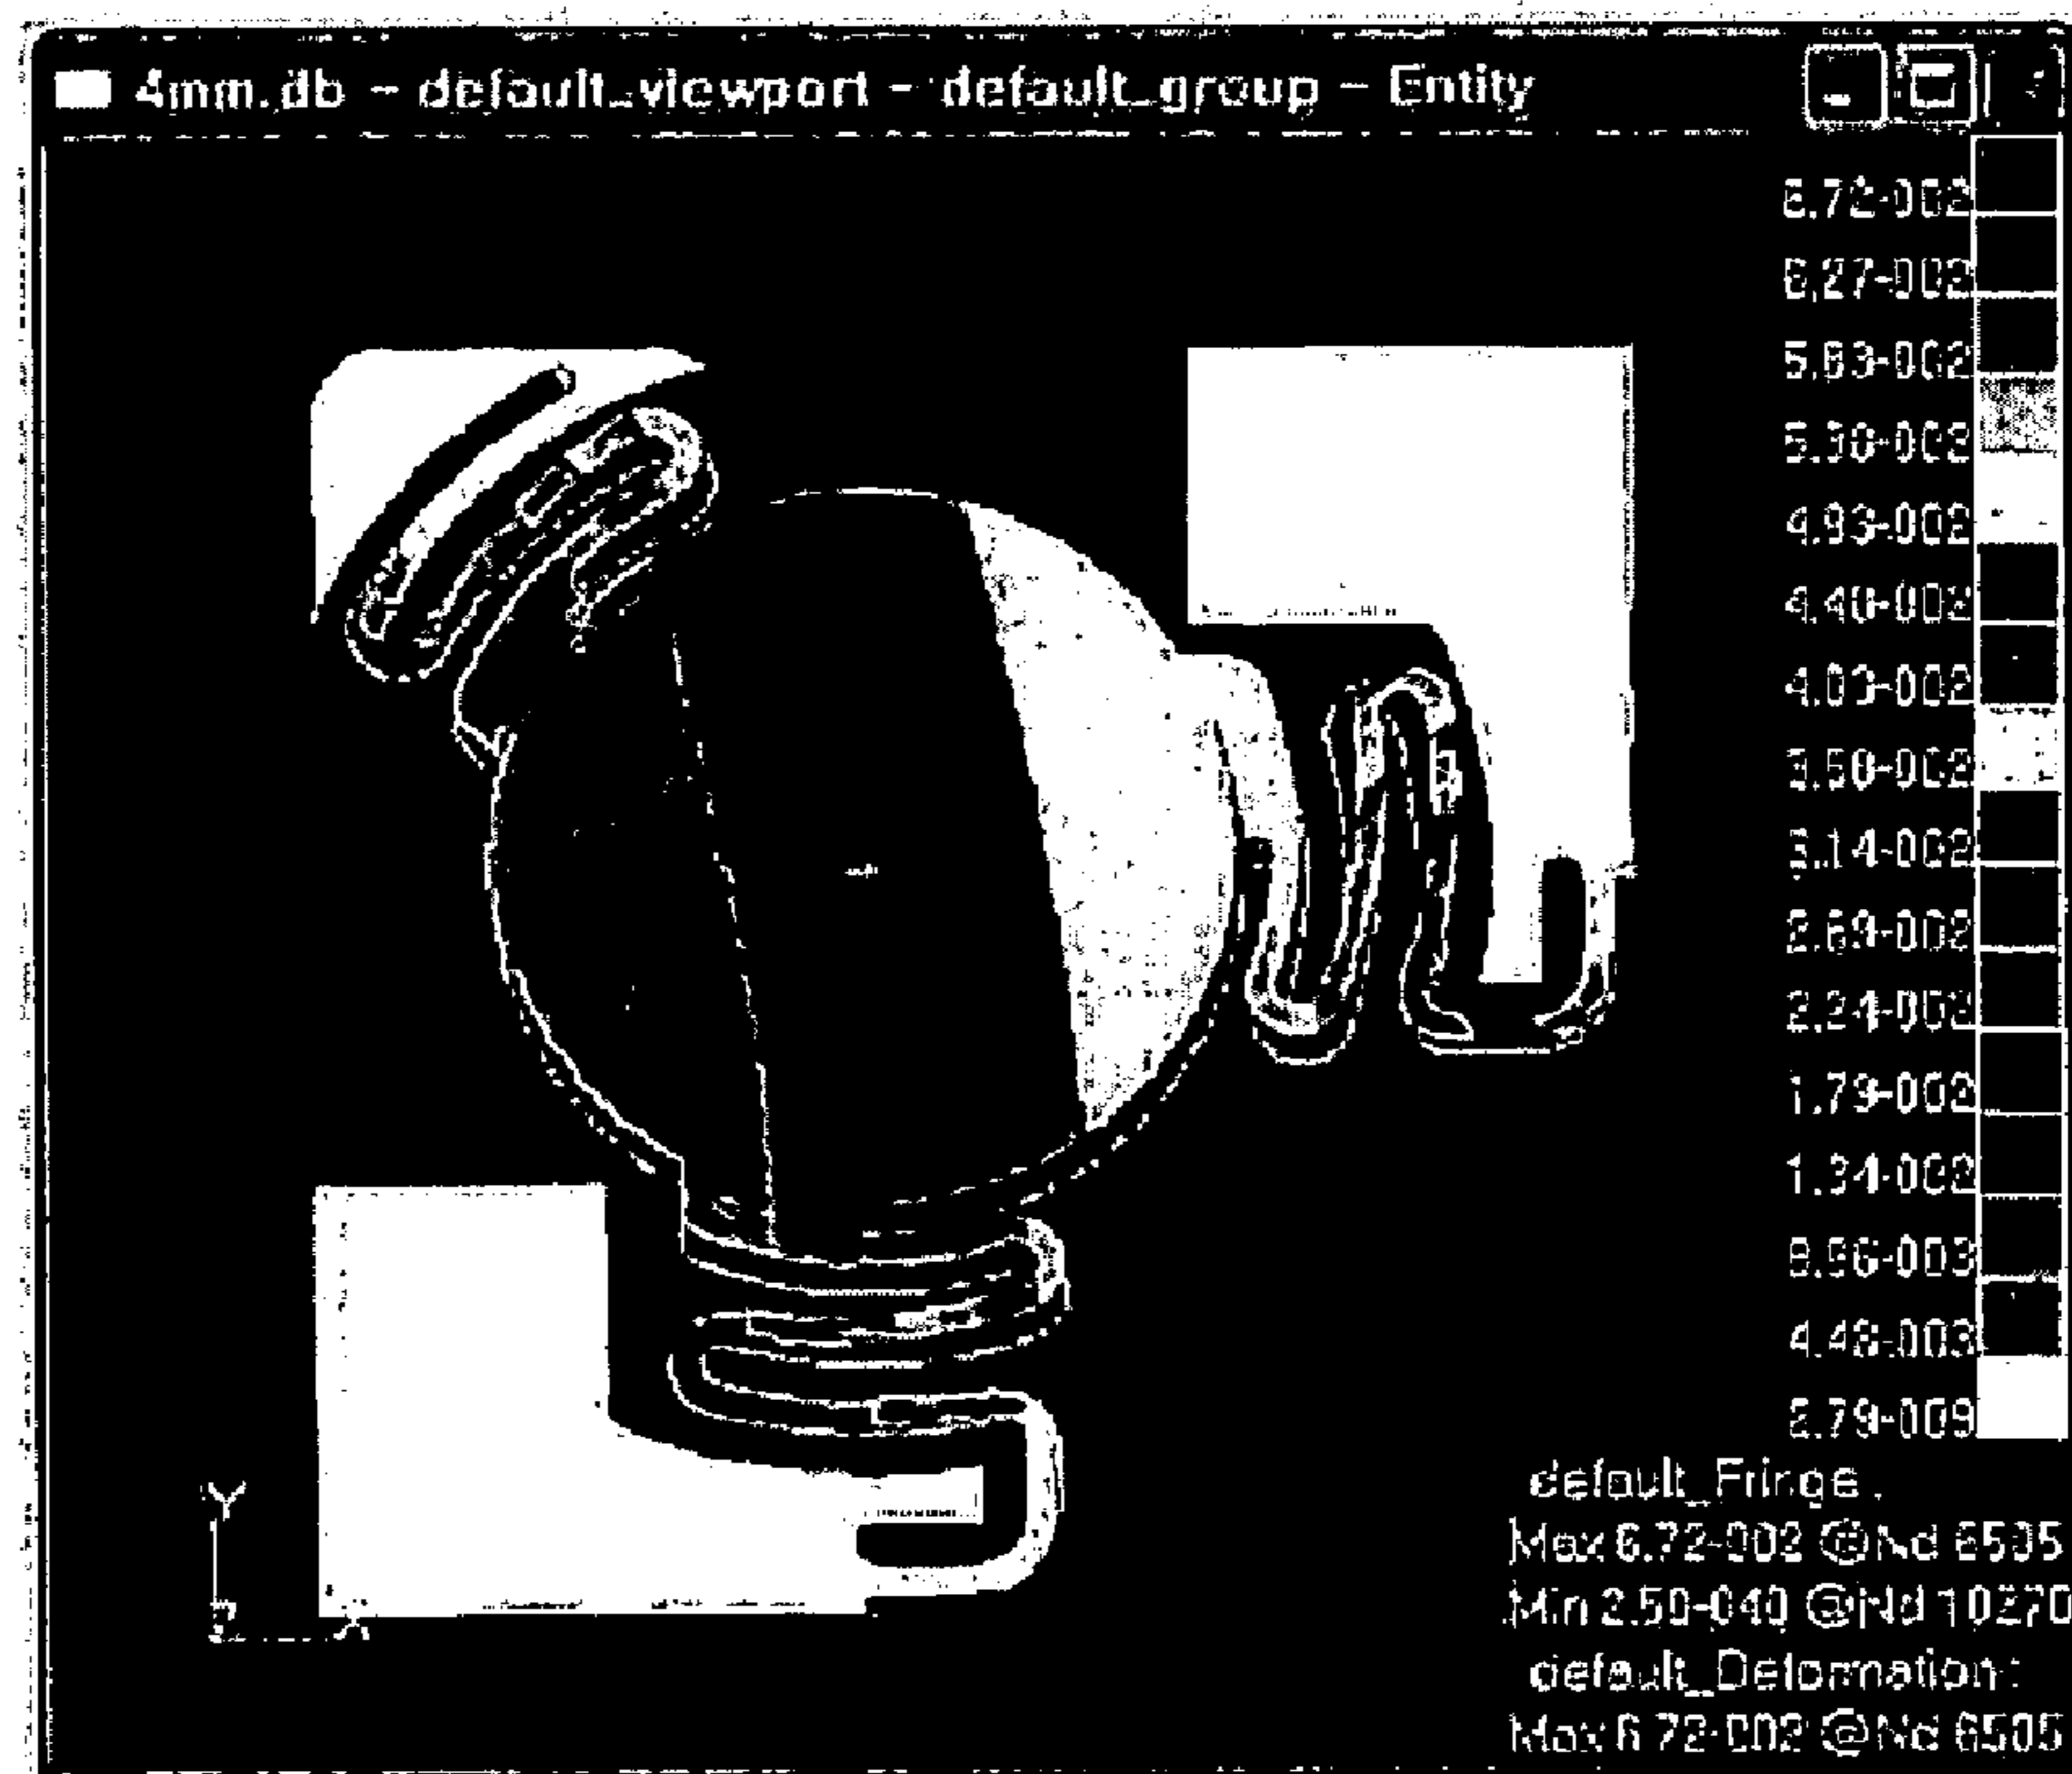 4mm.db - default_viewport - default_group - Entity
6.72-002
6.27-002
5.83-002
5.38-002
4.93-002
4.48-002
4.03-002
3.58-002
3.14-002
2.69-002
2.24-002
1.79-002
1.34-002
8.96-003
4.48-003
2.79-009
default_Fringe :
Max 6.72-002 @Nd 6505
Min 2.50-040 @Nd 10270
default_Deformation :
Max 6.72-002 @Nd 6505
Y
Z X